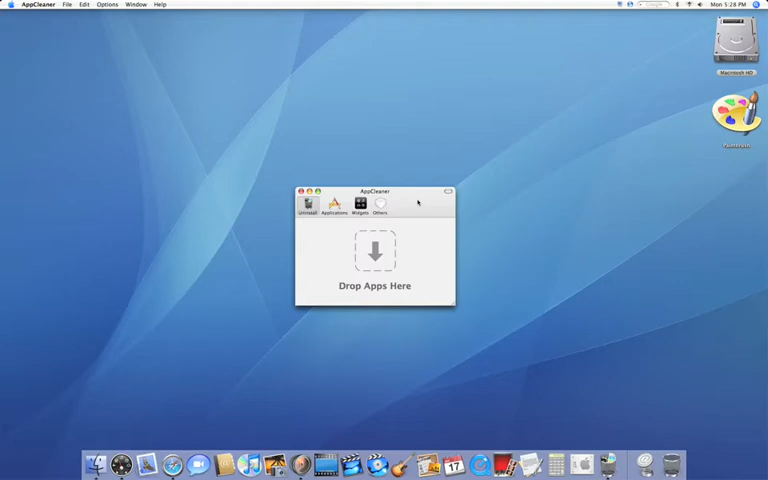 AppCleaner File Edit Options Window Help
Mon 5:28 PM
Macintosh HD
AppCleaner
Uninstall Applications Widgets Others
Drop Apps Here
17